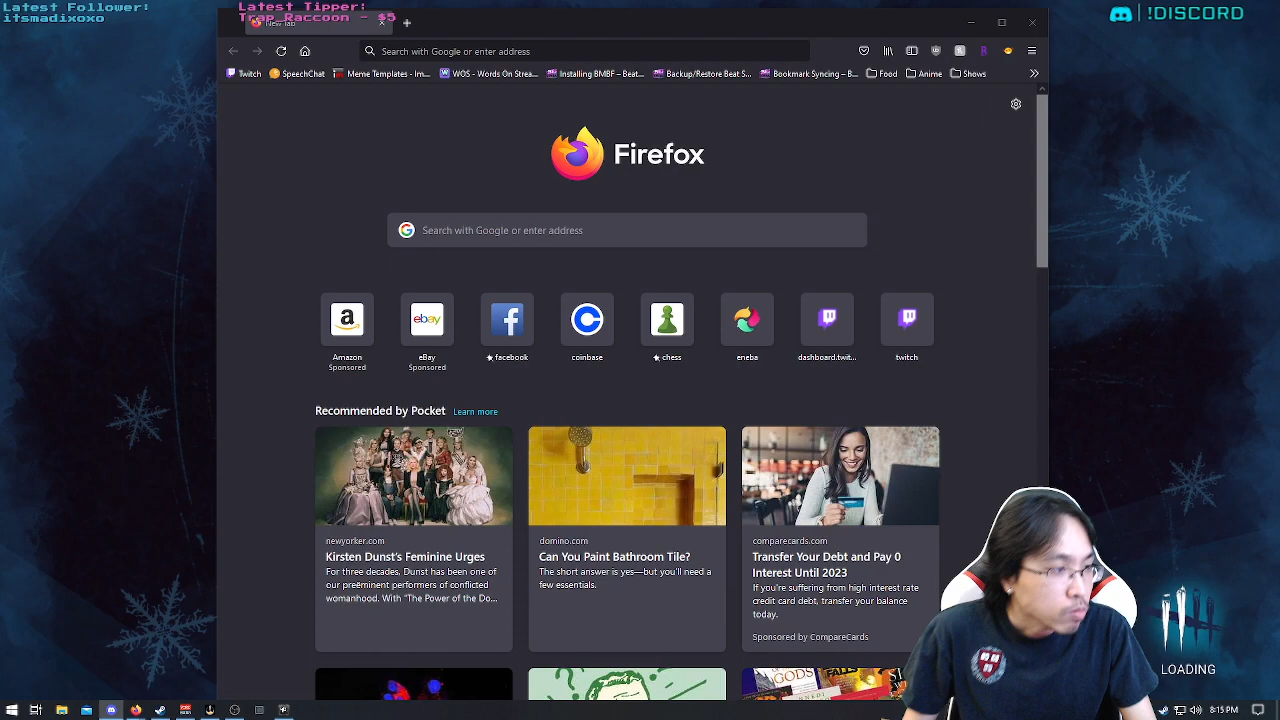 Latest Follower:
itsmadixoxo
Latest Tipper:
Trap_Raccoon - $5
!DISCORD
New Tab
Search with Google or enter address
Twitch
SpeechChat
Meme Templates - Im...
WOS - Words On Strea...
Installing BMBF - Beat...
Backup/Restore Beat S...
Bookmark Syncing - B...
Food
Anime
Shows
Firefox
Search with Google or enter address
Amazon
Sponsored
eBay
Sponsored
facebook
coinbase
chess
eneba
dashboard.twit...
twitch
Recommended by Pocket Learn more
newyorker.com
Kirsten Dunst's Feminine Urges
For three decades, Dunst has been one of
our preëminent performers of conflicted
womanhood. With "The Power of the Do...
domino.com
Can You Paint Bathroom Tile?
The short answer is yes—but you'll need a
few essentials.
comparecards.com
Transfer Your Debt and Pay 0
Interest Until 2023
If you're suffering from high interest rate
credit card debt, transfer your balance
today.
Sponsored by CompareCards
GODS
LOADING
8:15 PM